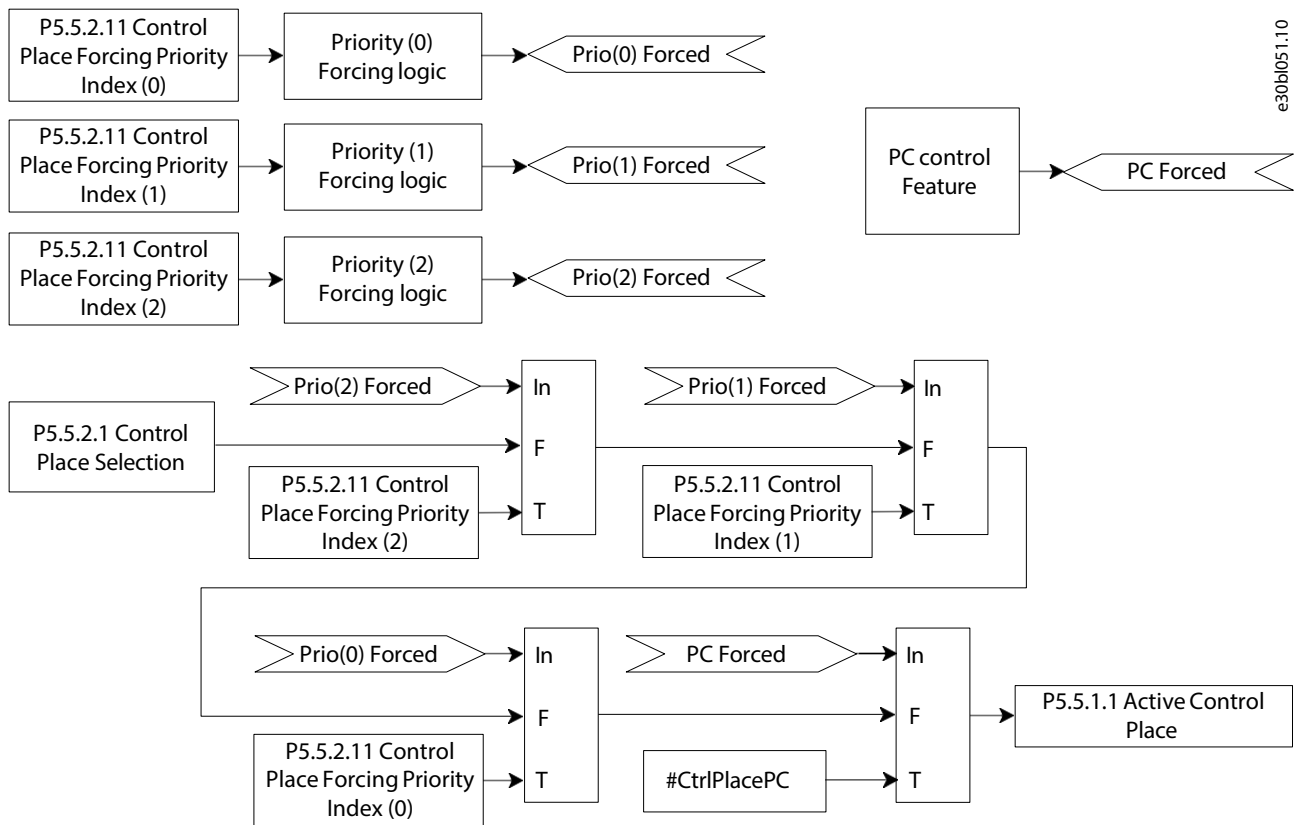 P5.5.2.11 Control
Place Forcing Priority
Index (0)
Priority (0)
Forcing logic
Prio(0) Forced
P5.5.2.11 Control
Place Forcing Priority
Index (1)
Priority (1)
Forcing logic
Prio(1) Forced
P5.5.2.11 Control
Place Forcing Priority
Index (2)
Priority (2)
Forcing logic
Prio(2) Forced
PC control
Feature
PC Forced
e30bl051.10
P5.5.2.1 Control
Place Selection
Prio(2) Forced
P5.5.2.11 Control
Place Forcing Priority
Index (2)
In
F
T
Prio(1) Forced
P5.5.2.11 Control
Place Forcing Priority
Index (1)
In
F
T
Prio(0) Forced
P5.5.2.11 Control
Place Forcing Priority
Index (0)
In
F
T
PC Forced
#CtrlPlacePC
In
F
T
P5.5.1.1 Active Control
Place